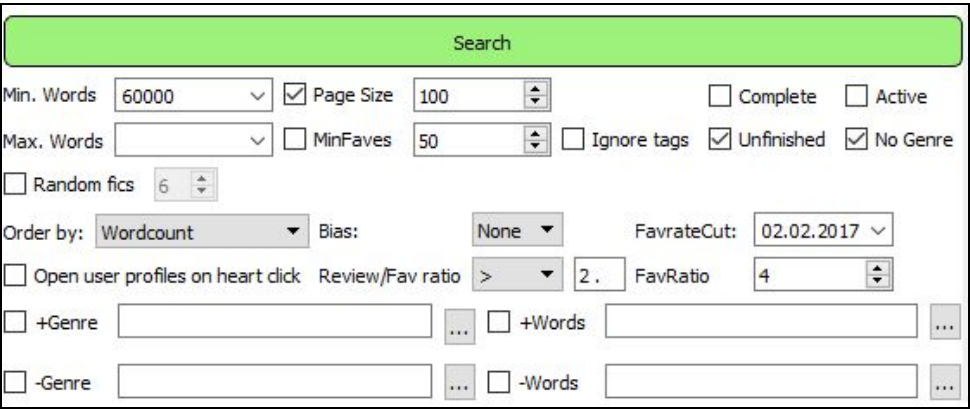 Search
Min. Words 60000 Page Size 100 Complete Active
Max. Words MinFaves 50 Ignore tags Unfinished No Genre
Random fics 6
Order by: Wordcount Bias: None FavrateCut: 02.02.2017
Open user profiles on heart click Review/Fav ratio > 2. FavRatio 4
+Genre ... +Words ...
-Genre ... -Words ...